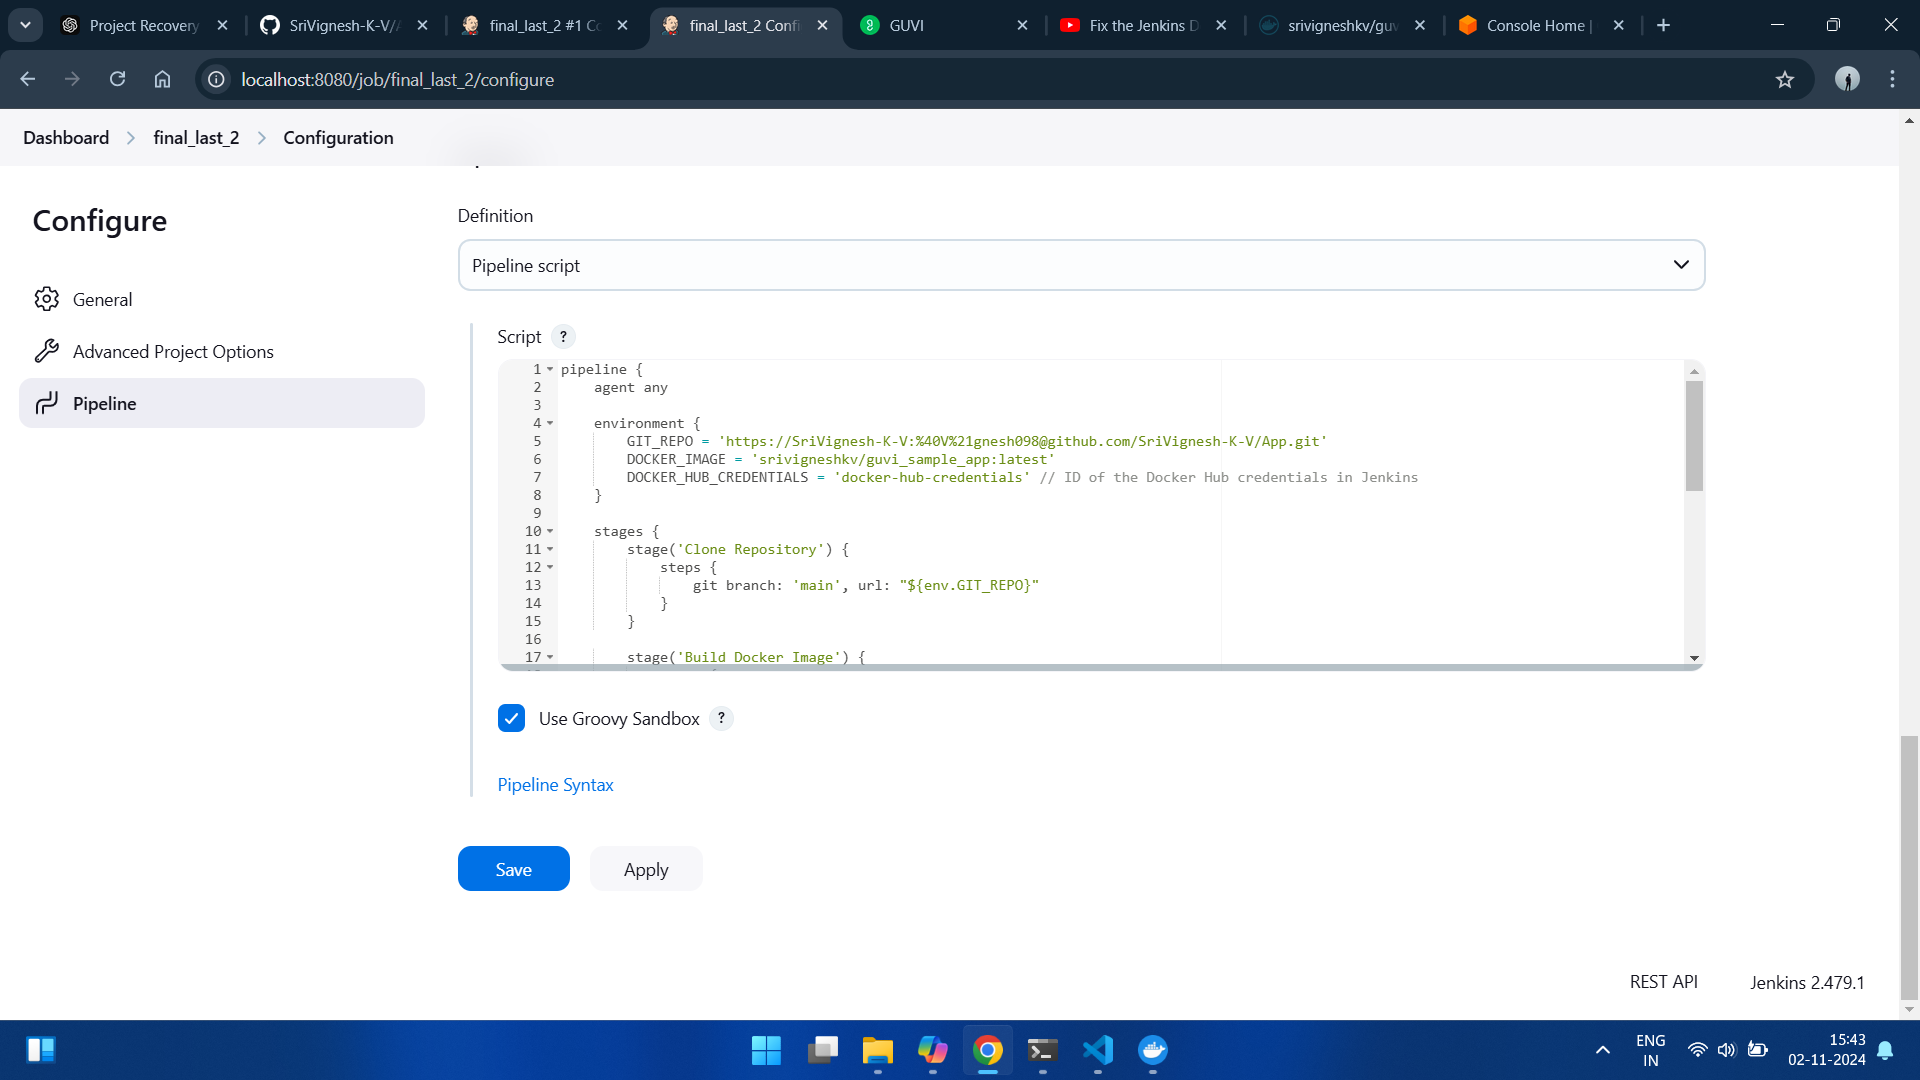 Project Recovery
SriVignesh-K-V/A
final_last_2 #1 Co
final_last_2 Confi
GUVI
Fix the Jenkins D
srivigneshkv/guv
Console Home |
localhost:8080/job/final_last_2/configure
Dashboard > final_last_2 > Configuration
Configure
General
Advanced Project Options
Pipeline
Definition
Pipeline script
Script ?
1 pipeline {
2     agent any
3
4     environment {
5         GIT_REPO = 'https://SriVignesh-K-V:%40V%21gnesh098@github.com/SriVignesh-K-V/App.git'
6         DOCKER_IMAGE = 'srivigneshkv/guvi_sample_app:latest'
7         DOCKER_HUB_CREDENTIALS = 'docker-hub-credentials' // ID of the Docker Hub credentials in Jenkins
8     }
9
10     stages {
11         stage('Clone Repository') {
12             steps {
13                 git branch: 'main', url: "${env.GIT_REPO}"
14             }
15         }
16
17         stage('Build Docker Image') {
Use Groovy Sandbox ?
Pipeline Syntax
Save
Apply
REST API
Jenkins 2.479.1
ENG
IN
15:43
02-11-2024